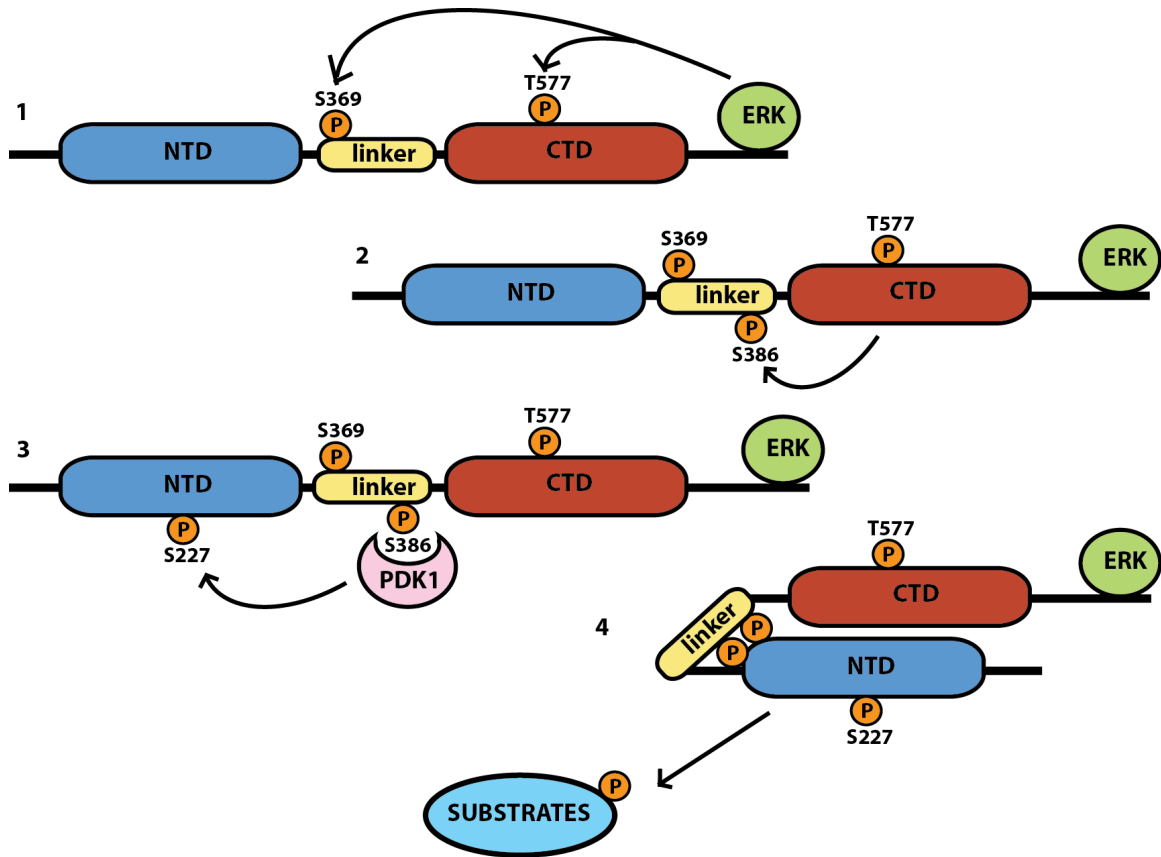 1
S369
P
T577
P
ERK
NTD
linker
CTD
2
S369
P
T577
P
ERK
NTD
linker
CTD
P
S386
3
S369
P
T577
P
ERK
NTD
linker
CTD
P
S227
P
S386
PDK1
4
T577
P
ERK
CTD
linker
P
P
NTD
P
S227
SUBSTRATES
P